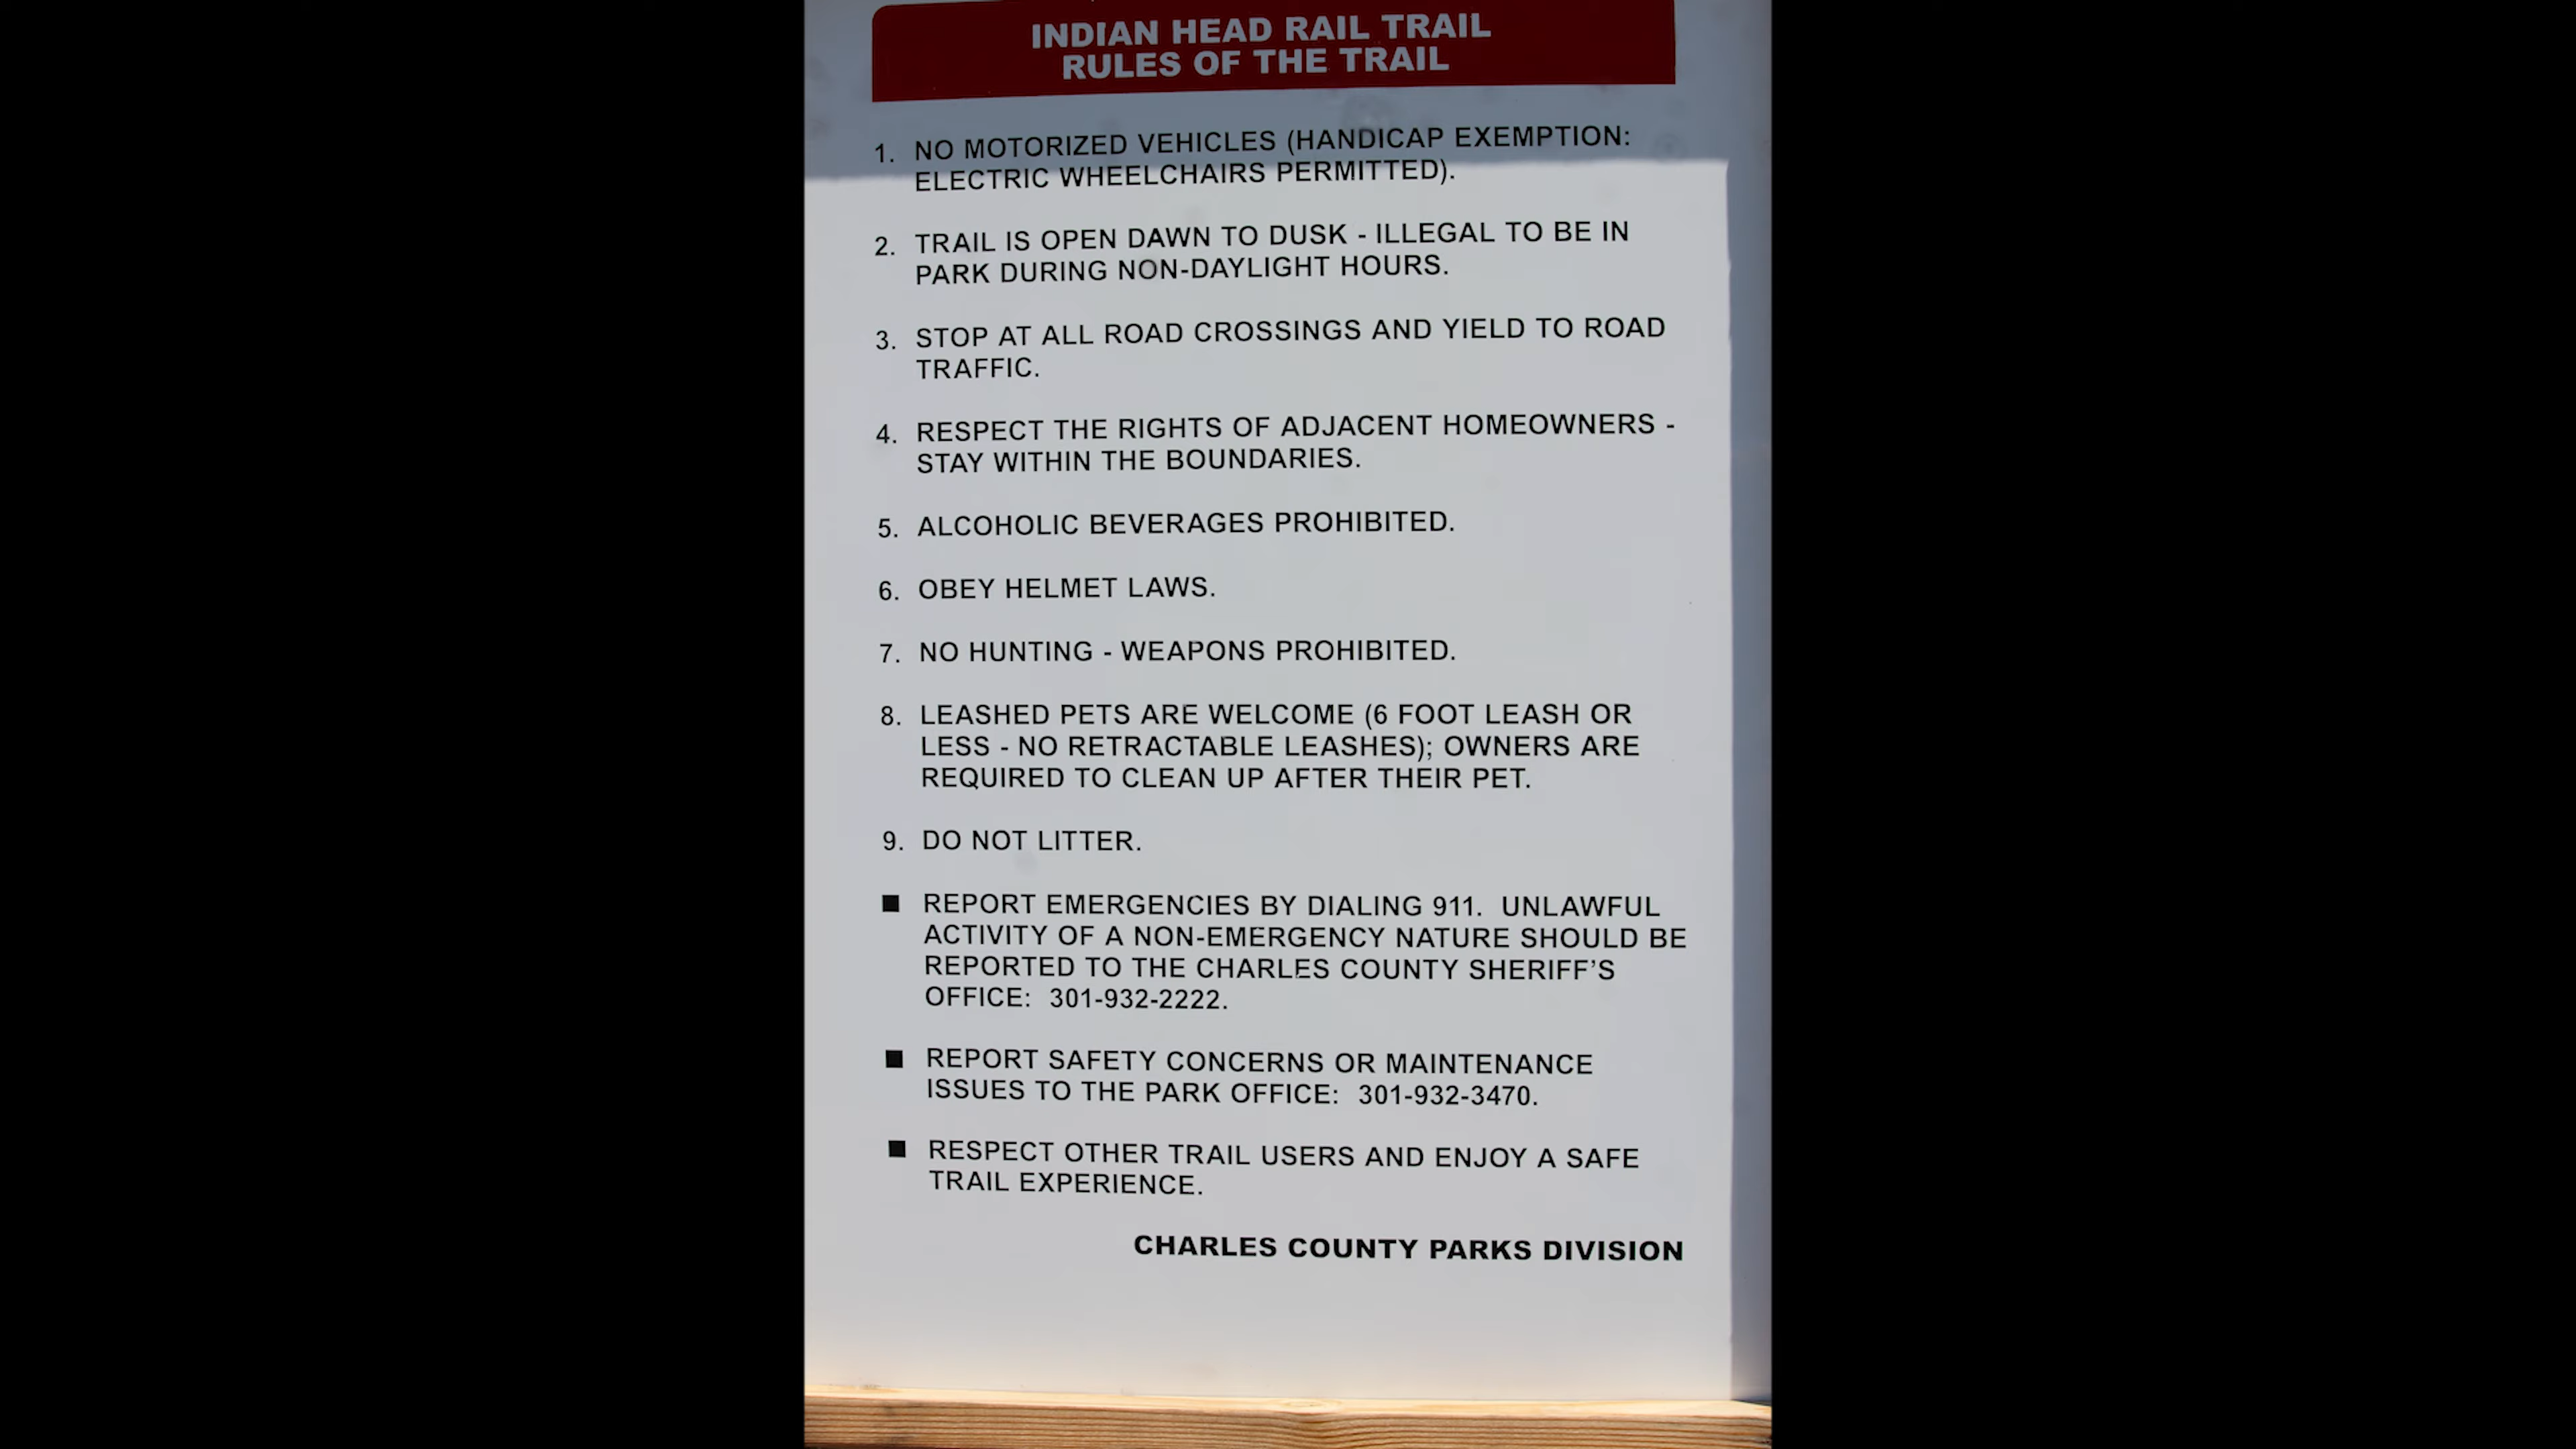 INDIAN HEAD RAIL TRAIL
RULES OF THE TRAIL
1. NO MOTORIZED VEHICLES (HANDICAP EXEMPTION:
ELECTRIC WHEELCHAIRS PERMITTED).
2. TRAIL IS OPEN DAWN TO DUSK - ILLEGAL TO BE IN
PARK DURING NON-DAYLIGHT HOURS.
3. STOP AT ALL ROAD CROSSINGS AND YIELD TO ROAD
TRAFFIC.
4. RESPECT THE RIGHTS OF ADJACENT HOMEOWNERS -
STAY WITHIN THE BOUNDARIES.
5. ALCOHOLIC BEVERAGES PROHIBITED.
6. OBEY HELMET LAWS.
7. NO HUNTING - WEAPONS PROHIBITED.
8. LEASHED PETS ARE WELCOME (6 FOOT LEASH OR
LESS - NO RETRACTABLE LEASHES); OWNERS ARE
REQUIRED TO CLEAN UP AFTER THEIR PET.
9. DO NOT LITTER.
■ REPORT EMERGENCIES BY DIALING 911. UNLAWFUL
ACTIVITY OF A NON-EMERGENCY NATURE SHOULD BE
REPORTED TO THE CHARLES COUNTY SHERIFF'S
OFFICE: 301-932-2222.
■ REPORT SAFETY CONCERNS OR MAINTENANCE
ISSUES TO THE PARK OFFICE: 301-932-3470.
■ RESPECT OTHER TRAIL USERS AND ENJOY A SAFE
TRAIL EXPERIENCE.
CHARLES COUNTY PARKS DIVISION